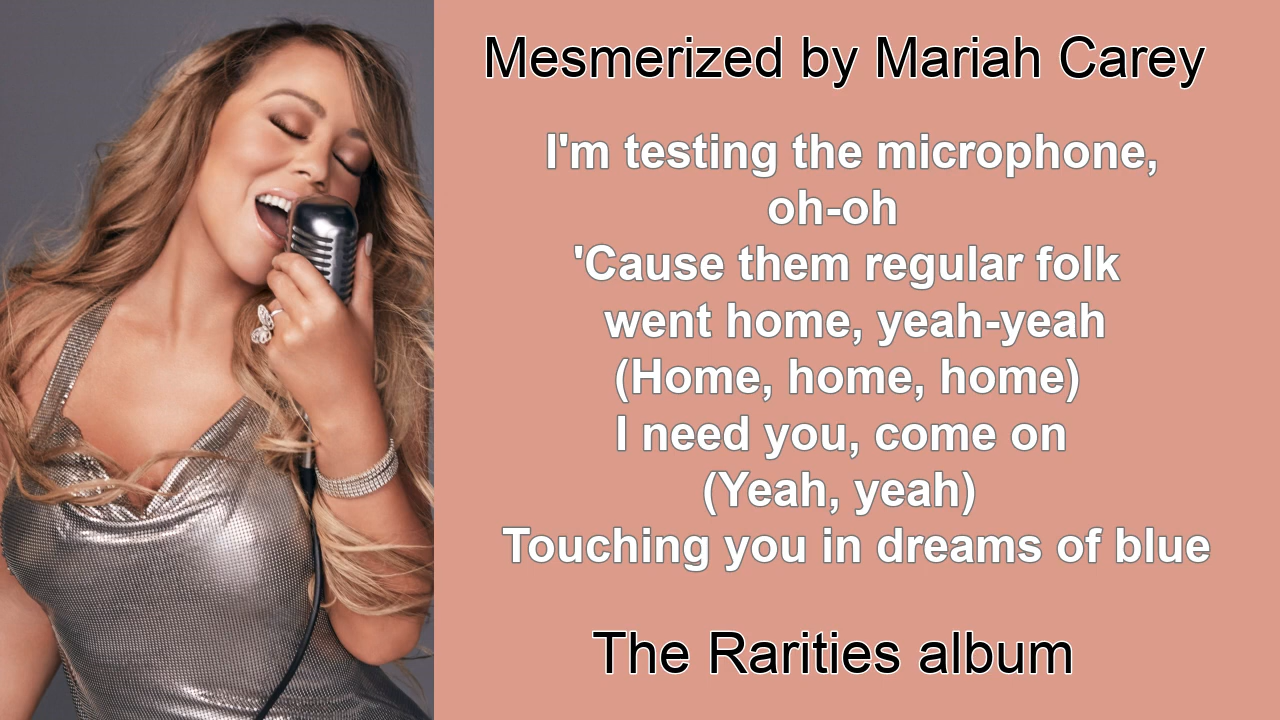 Mesmerized by Mariah Carey
I'm testing the microphone,
oh-oh
'Cause them regular folk
went home, yeah-yeah
(Home, home, home)
I need you, come on
(Yeah, yeah)
Touching you in dreams of blue
The Rarities album